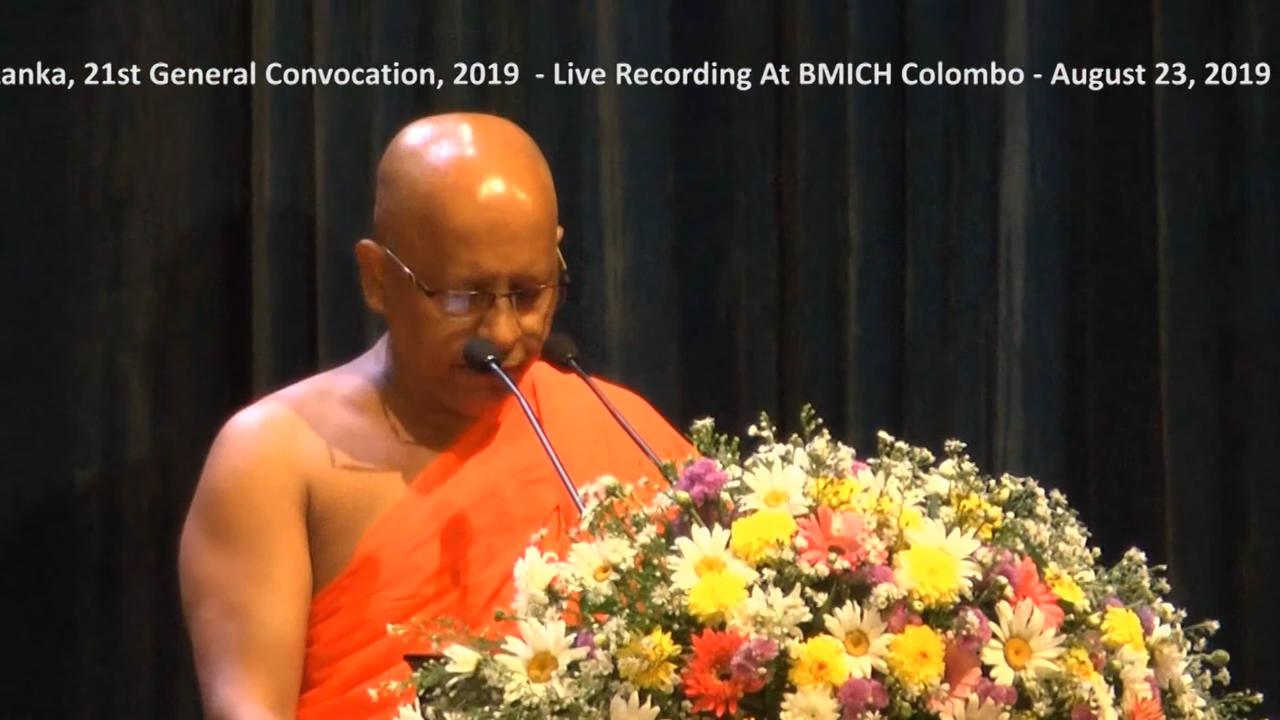 anka, 21st General Convocation, 2019 - Live Recording At BMICH Colombo - August 23, 2019